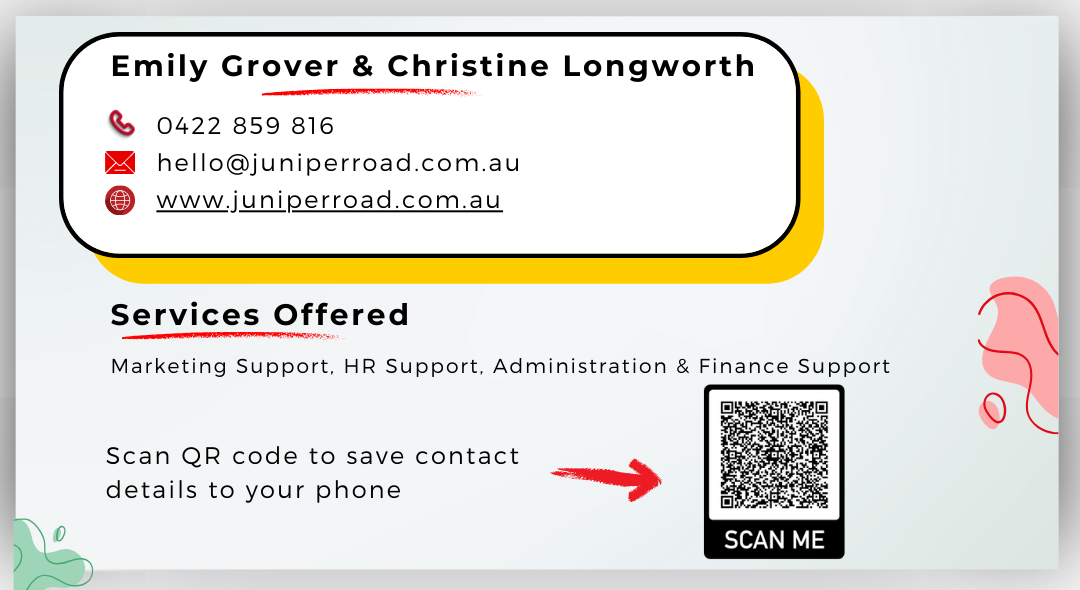 Emily Grover & Christine Longworth
0422 859 816
hello@juniperroad.com.au
www.juniperroad.com.au
Services Offered
Marketing Support, HR Support, Administration & Finance Support
Scan QR code to save contact
details to your phone
SCAN ME